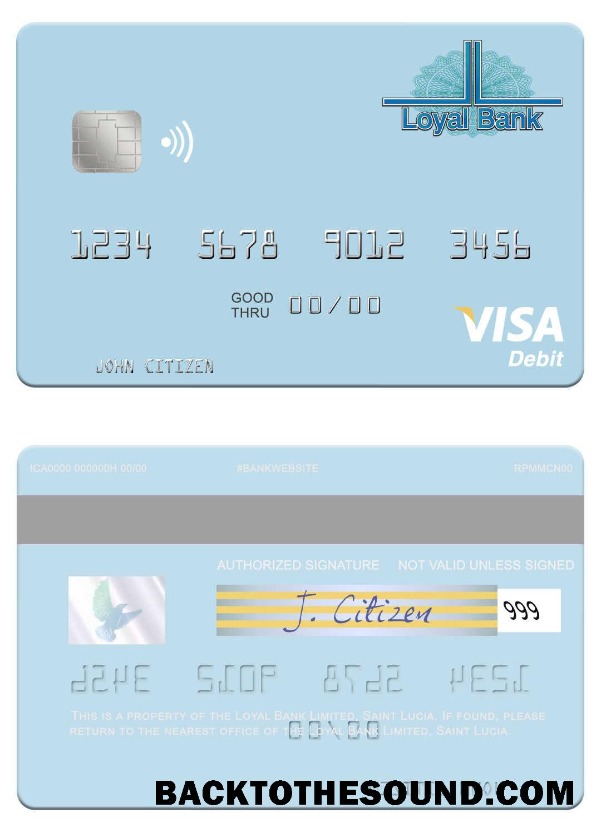 Loyal Bank
1234 5678 9012 3456
GOOD THRU 00/00
VISA
Debit
JOHN CITIZEN
ICA0000 000000H 00/00 #BANKWEBSITE RPMMCN00
AUTHORIZED SIGNATURE NOT VALID UNLESS SIGNED
J. Citizen 999
THIS IS A PROPERTY OF THE LOYAL BANK LIMITED, SAINT LUCIA. IF FOUND, PLEASE
RETURN TO THE NEAREST OFFICE OF THE LOYAL BANK LIMITED, SAINT LUCIA.
BACKTOTHESOUND.COM